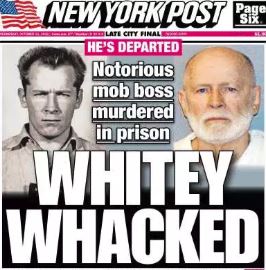 NEW YORK POST
Page
Six
LATE CITY FINAL
HE'S DEPARTED
Notorious
mob boss
murdered
in prison
WHITEY
WHACKED